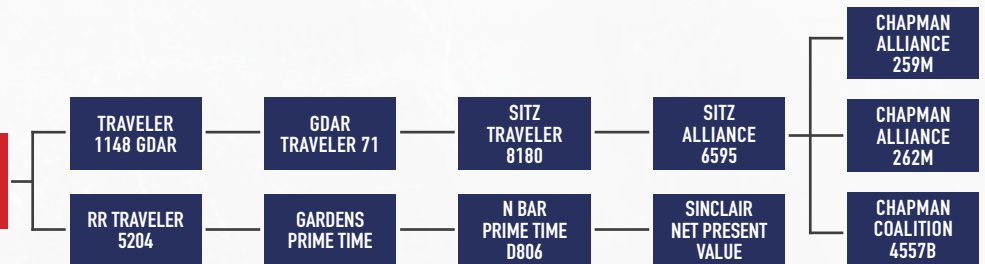 CHAPMAN
ALLIANCE
259M
TRAVELER
1148 GDAR
GDAR
TRAVELER 71
SITZ
TRAVELER
8180
SITZ
ALLIANCE
6595
CHAPMAN
ALLIANCE
262M
RR TRAVELER
5204
GARDENS
PRIME TIME
N BAR
PRIME TIME
D806
SINCLAIR
NET PRESENT
VALUE
CHAPMAN
COALITION
4557B